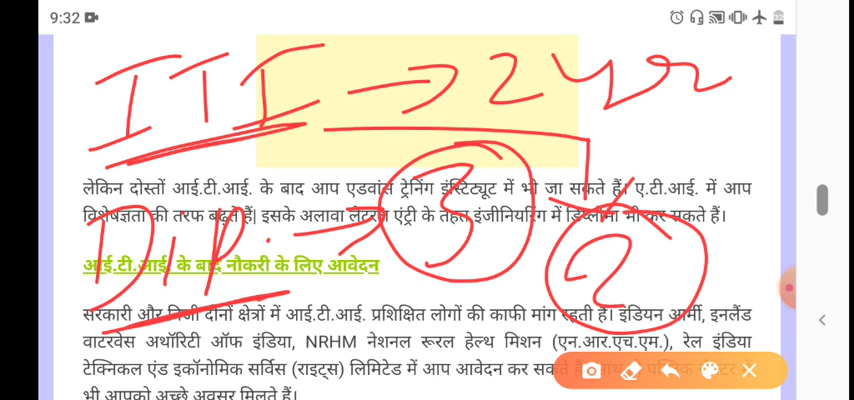 9:32
ITI → 2 yr
लेकिन दोस्तों आई.टी.आई. के बाद आप एडवांस ट्रेनिंग इंस्टिट्यूट में भी जा सकते हैं। ए.टी.आई. में आप
विशेषज्ञता की तरफ बढ़ते हैं| इसके अलावा लेटरल एंट्री के तहत इंजीनियरिंग में डिप्लोमा भी कर सकते हैं।
DIP. → 3
2
आई.टी.आई. के बाद नौकरी के लिए आवेदन
सरकारी और निजी दोनों क्षेत्रों में आई.टी.आई. प्रशिक्षित लोगों की काफी मांग रहती है। इंडियन आर्मी, इनलैंड
वाटरवेस अथॉरिटी ऑफ इंडिया, NRHM नेशनल रूरल हेल्थ मिशन (एन.आर.एच.एम.), रेल इंडिया
टेक्निकल एंड इकॉनोमिक सर्विस (राइट्स) लिमिटेड में आप आवेदन कर सकते
भी आपको अच्छे अवसर मिलते हैं।